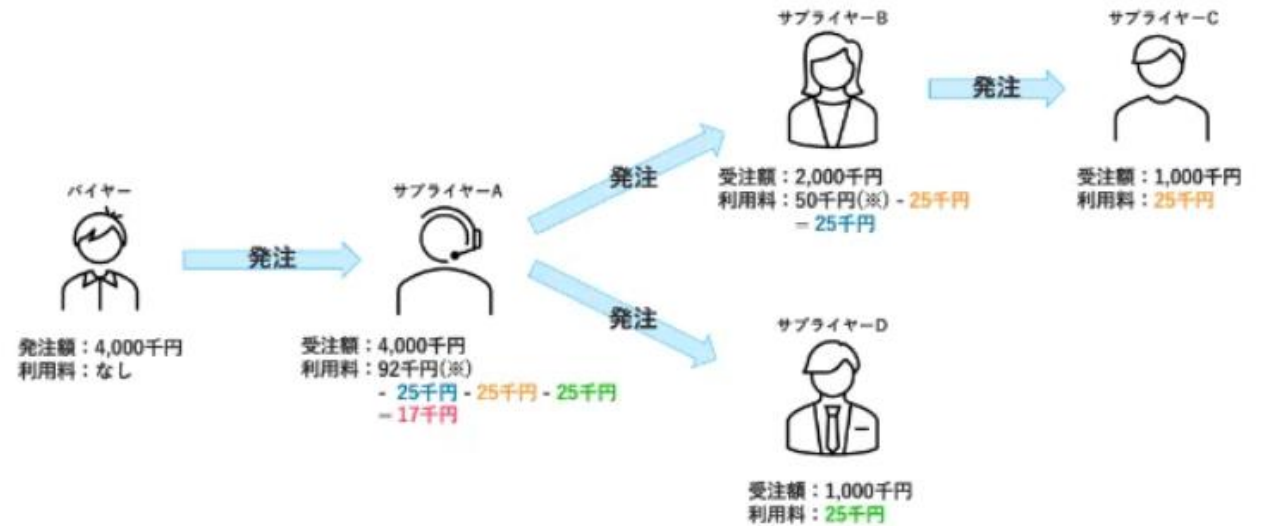 バイヤー
発注
発注額：4,000千円
利用料：なし
サプライヤーA
受注額：4,000千円
利用料：92千円(※)
- 25千円 - 25千円 - 25千円
= 17千円
発注
発注
サプライヤーB
受注額：2,000千円
利用料：50千円(※) - 25千円
= 25千円
発注
サプライヤーC
受注額：1,000千円
利用料：25千円
サプライヤーD
受注額：1,000千円
利用料：25千円